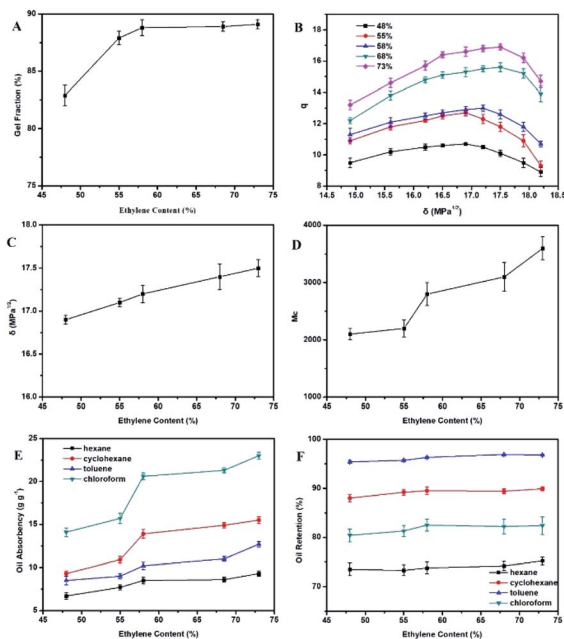 A
Gel Fraction (%)
90
85
80
75
45 50 55 60 65 70 75
Ethylene Content (%)
B
48%
55%
58%
68%
73%
q
18
16
14
12
10
8
14.5 15.0 15.5 16.0 16.5 17.0 17.5 18.0 18.5
δ (MPa1/2)
C
δ (MPa1/2)
18.0
17.5
17.0
16.5
16.0
45 50 55 60 65 70 75
Ethylene Content (%)
D
Mc
4000
3000
2000
1000
45 50 55 60 65 70 75
Ethylene Content (%)
E
hexane
cyclohexane
toluene
chloroform
Oil Absorbency (g g-1)
25
20
15
10
5
45 50 55 60 65 70 75
Ethylene Content (%)
F
hexane
cyclohexane
toluene
chloroform
Oil Retention (%)
100
90
80
70
45 50 55 60 65 70 75
Ethylene Content (%)